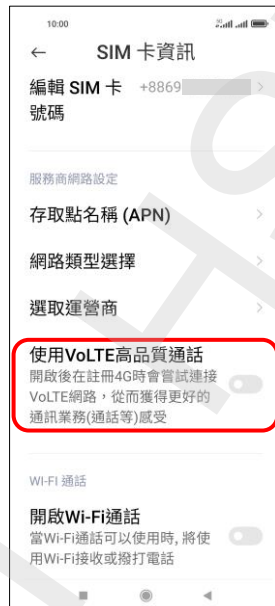 10:00
← SIM 卡資訊
編輯 SIM 卡 +8869
號碼
服務商網路設定
存取點名稱 (APN)
網路類型選擇
選取運營商
使用VoLTE高品質通話
開啟後在註冊4G時會嘗試連接
VoLTE網路，從而獲得更好的
通訊業務(通話等)感受
WI-FI 通話
開啟Wi-Fi通話
當Wi-Fi通話可以使用時, 將使
用Wi-Fi接收或撥打電話